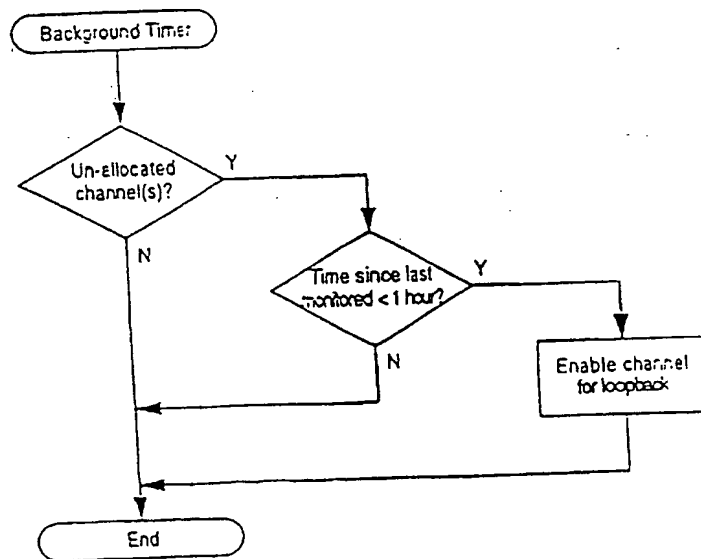 Background Timer
Un-allocated
channel(s)?
Y
N
Time since last
monitored < 1 hour?
Y
N
Enable channel
for loopback
End